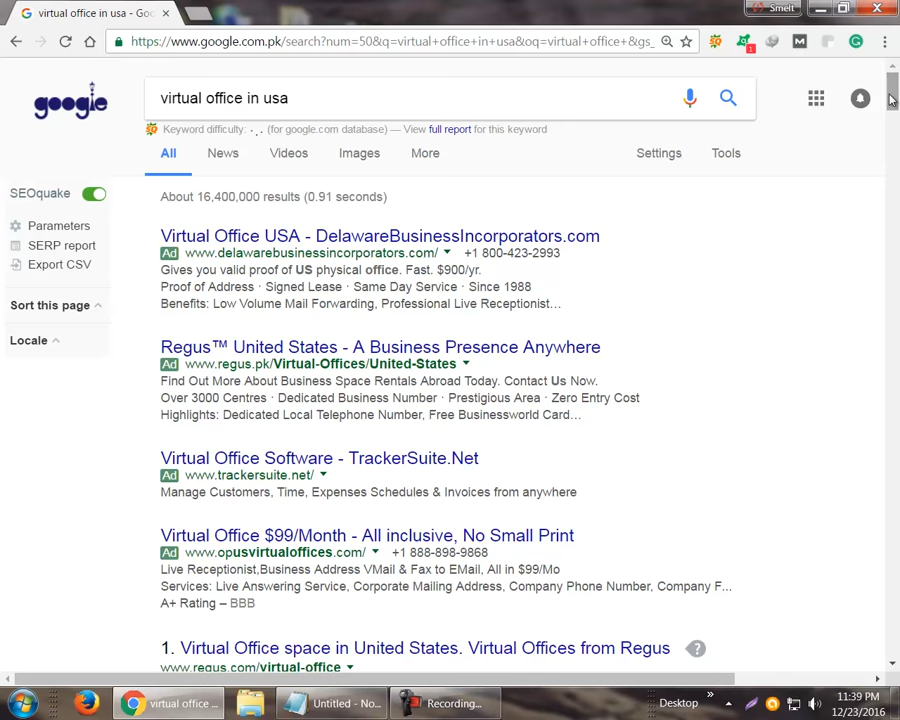 virtual office in usa - Goo
Smelt
https://www.google.com.pk/search?num=50&q=virtual+office+in+usa&oq=virtual+office+&gs_
1
google
virtual office in usa
Keyword difficulty: . . (for google.com database) — View full report for this keyword
All News Videos Images More Settings Tools
SEOquake
Parameters
SERP report
Export CSV
Sort this page
Locale
About 16,400,000 results (0.91 seconds)
Virtual Office USA - DelawareBusinessIncorporators.com
Ad www.delawarebusinessincorporators.com/ +1 800-423-2993
Gives you valid proof of US physical office. Fast. $900/yr.
Proof of Address · Signed Lease · Same Day Service · Since 1988
Benefits: Low Volume Mail Forwarding, Professional Live Receptionist…
Regus™ United States - A Business Presence Anywhere
Ad www.regus.pk/Virtual-Offices/United-States
Find Out More About Business Space Rentals Abroad Today. Contact Us Now.
Over 3000 Centres · Dedicated Business Number · Prestigious Area · Zero Entry Cost
Highlights: Dedicated Local Telephone Number, Free Businessworld Card…
Virtual Office Software - TrackerSuite.Net
Ad www.trackersuite.net/
Manage Customers, Time, Expenses Schedules & Invoices from anywhere
Virtual Office $99/Month - All inclusive, No Small Print
Ad www.opusvirtualoffices.com/ +1 888-898-9868
Live Receptionist,Business Address VMail & Fax to EMail, All in $99/Mo
Services: Live Answering Service, Corporate Mailing Address, Company Phone Number, Company F...
A+ Rating – BBB
1. Virtual Office space in United States. Virtual Offices from Regus ?
www.regus.com/virtual-office
virtual office ...
Untitled - No...
Recording...
Desktop
11:39 PM
12/23/2016